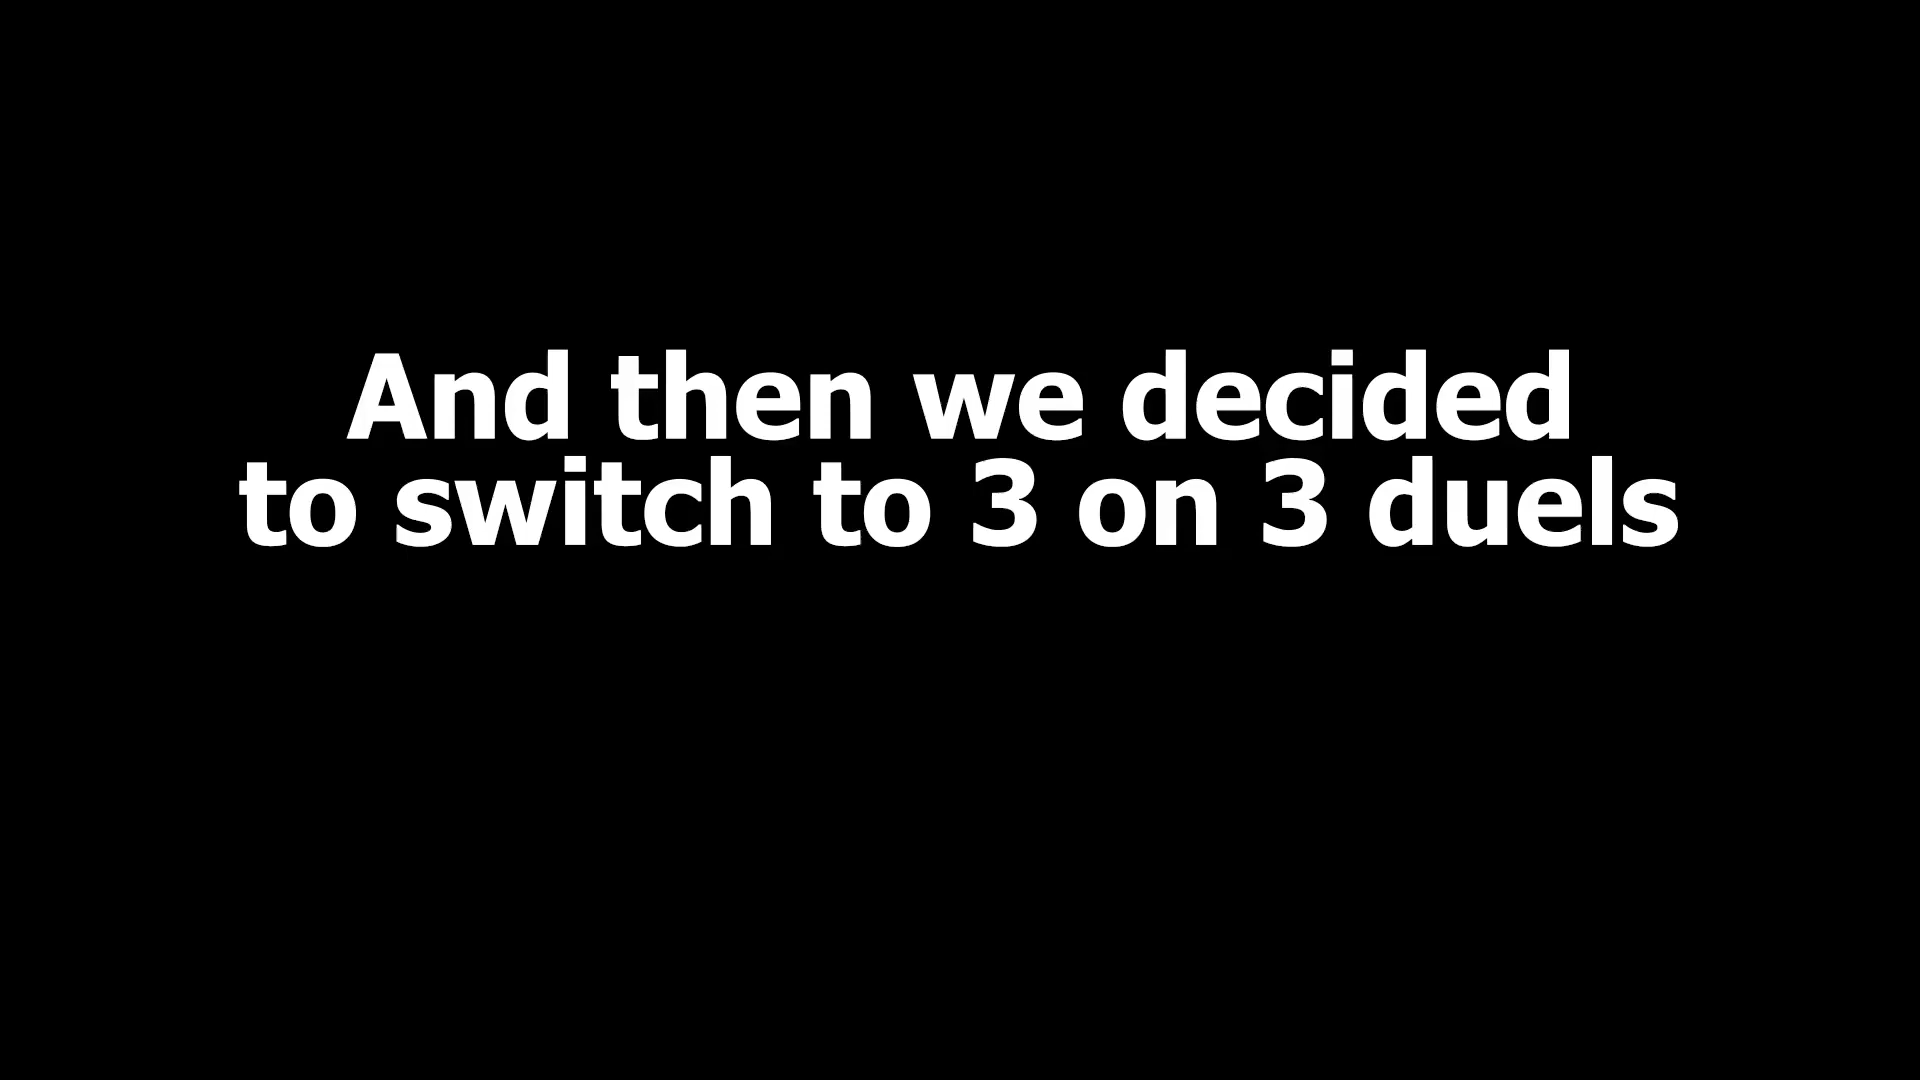 And then we decided
to switch to 3 on 3 duels